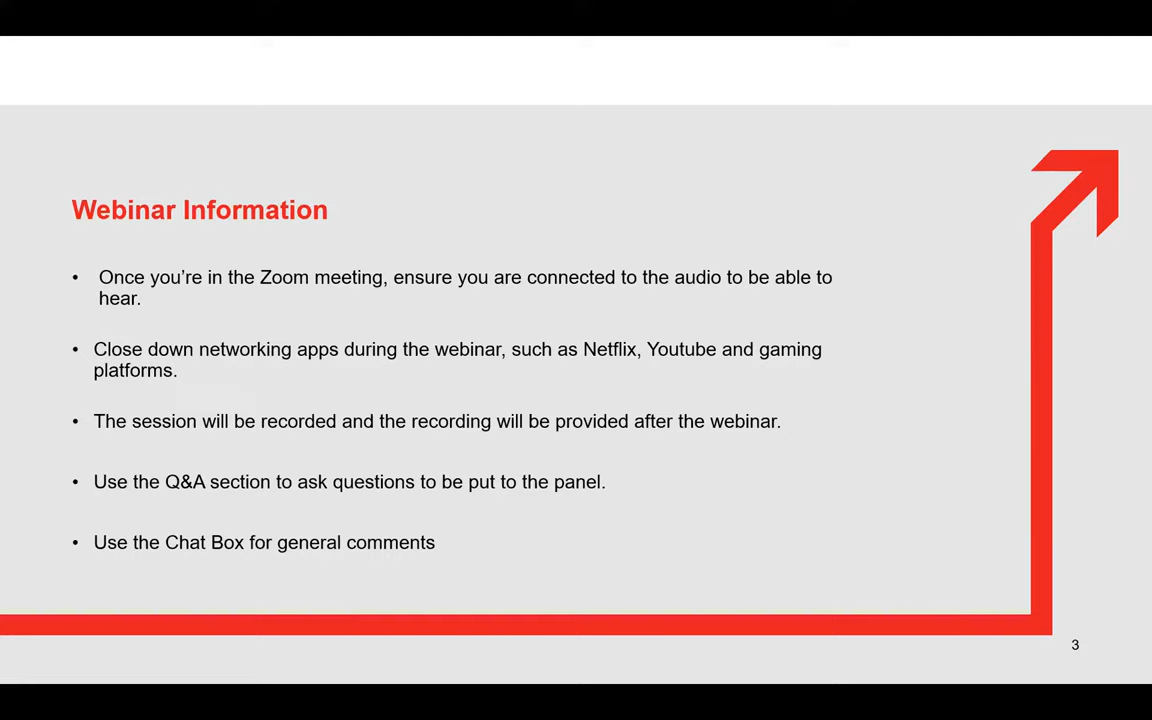 Webinar Information
• Once you’re in the Zoom meeting, ensure you are connected to the audio to be able to
hear.
• Close down networking apps during the webinar, such as Netflix, Youtube and gaming
platforms.
• The session will be recorded and the recording will be provided after the webinar.
• Use the Q&A section to ask questions to be put to the panel.
• Use the Chat Box for general comments
3